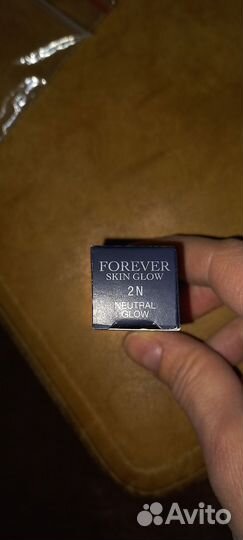 FOREVER
SKIN GLOW
2N
NEUTRAL
GLOW
Avito